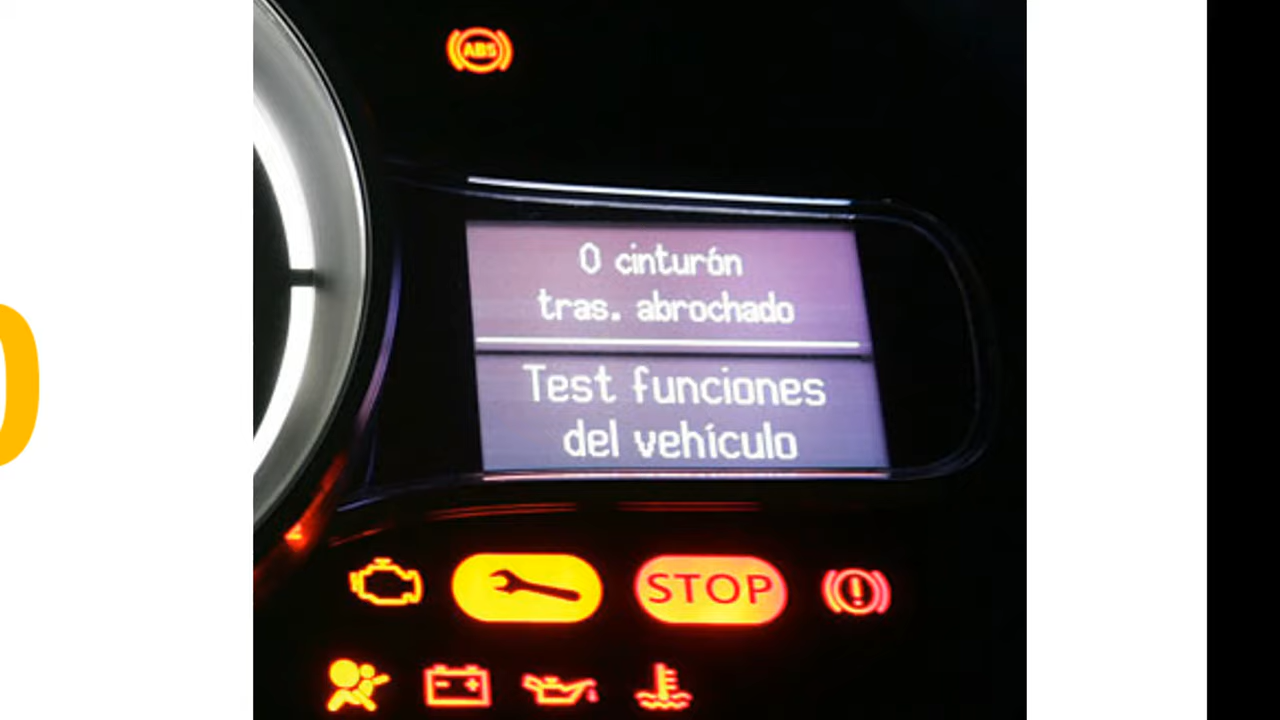 ABS
0 cinturón
tras. abrochado
Test funciones
del vehículo
STOP